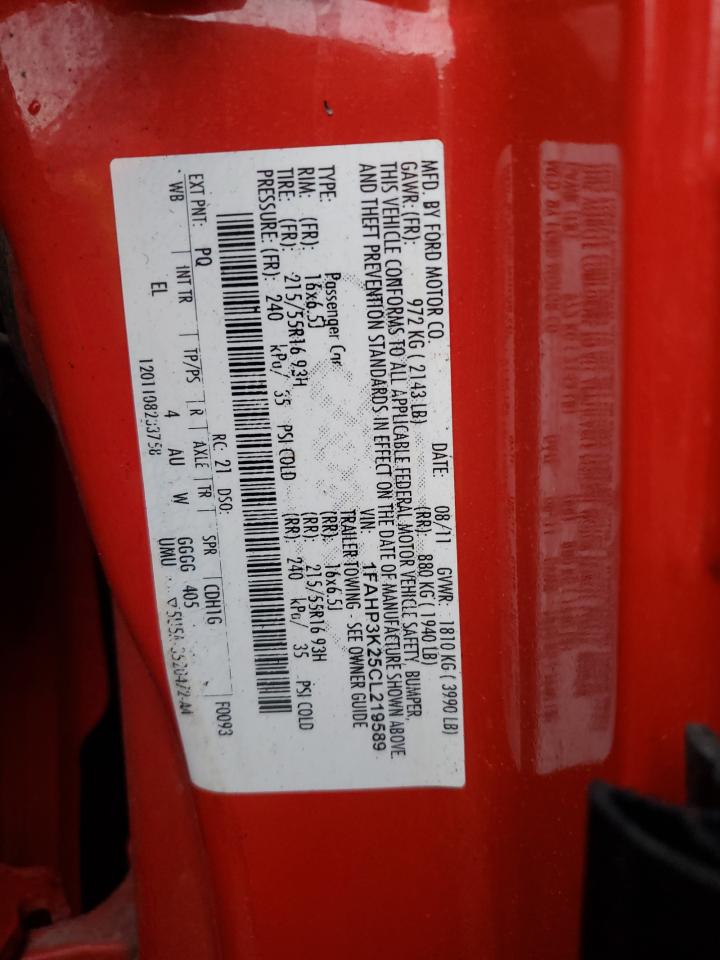 MFD. BY FORD MOTOR CO. DATE: 08/11 GVWR: 1810 KG ( 3990 LB)
GAWR: (FR): 972 KG ( 2143 LB) (RR): 880 KG ( 1940 LB)
THIS VEHICLE CONFORMS TO ALL APPLICABLE FEDERAL MOTOR VEHICLE SAFETY, BUMPER,
AND THEFT PREVENTION STANDARDS IN EFFECT ON THE DATE OF MANUFACTURE SHOWN ABOVE
VIN: 1FAHP3K25CL219589
TYPE: Passenger Car TRAILER TOWING - SEE OWNER GUIDE
RIM: (FR): 16x6.5J (RR): 16x6.5J
TIRE: (FR): 215/55R16 93H (RR): 215/55R16 93H
PRESSURE: (FR): 240 kPa/ 35 PSI COLD (RR): 240 kPa/ 35 PSI COLD
RC: 21 DSO: F0093
EXT PNT: PQ
WB INT TR TP/PS R AXLE TR SPR CDH1G
EL 4 AU W GGGG 405
UMU